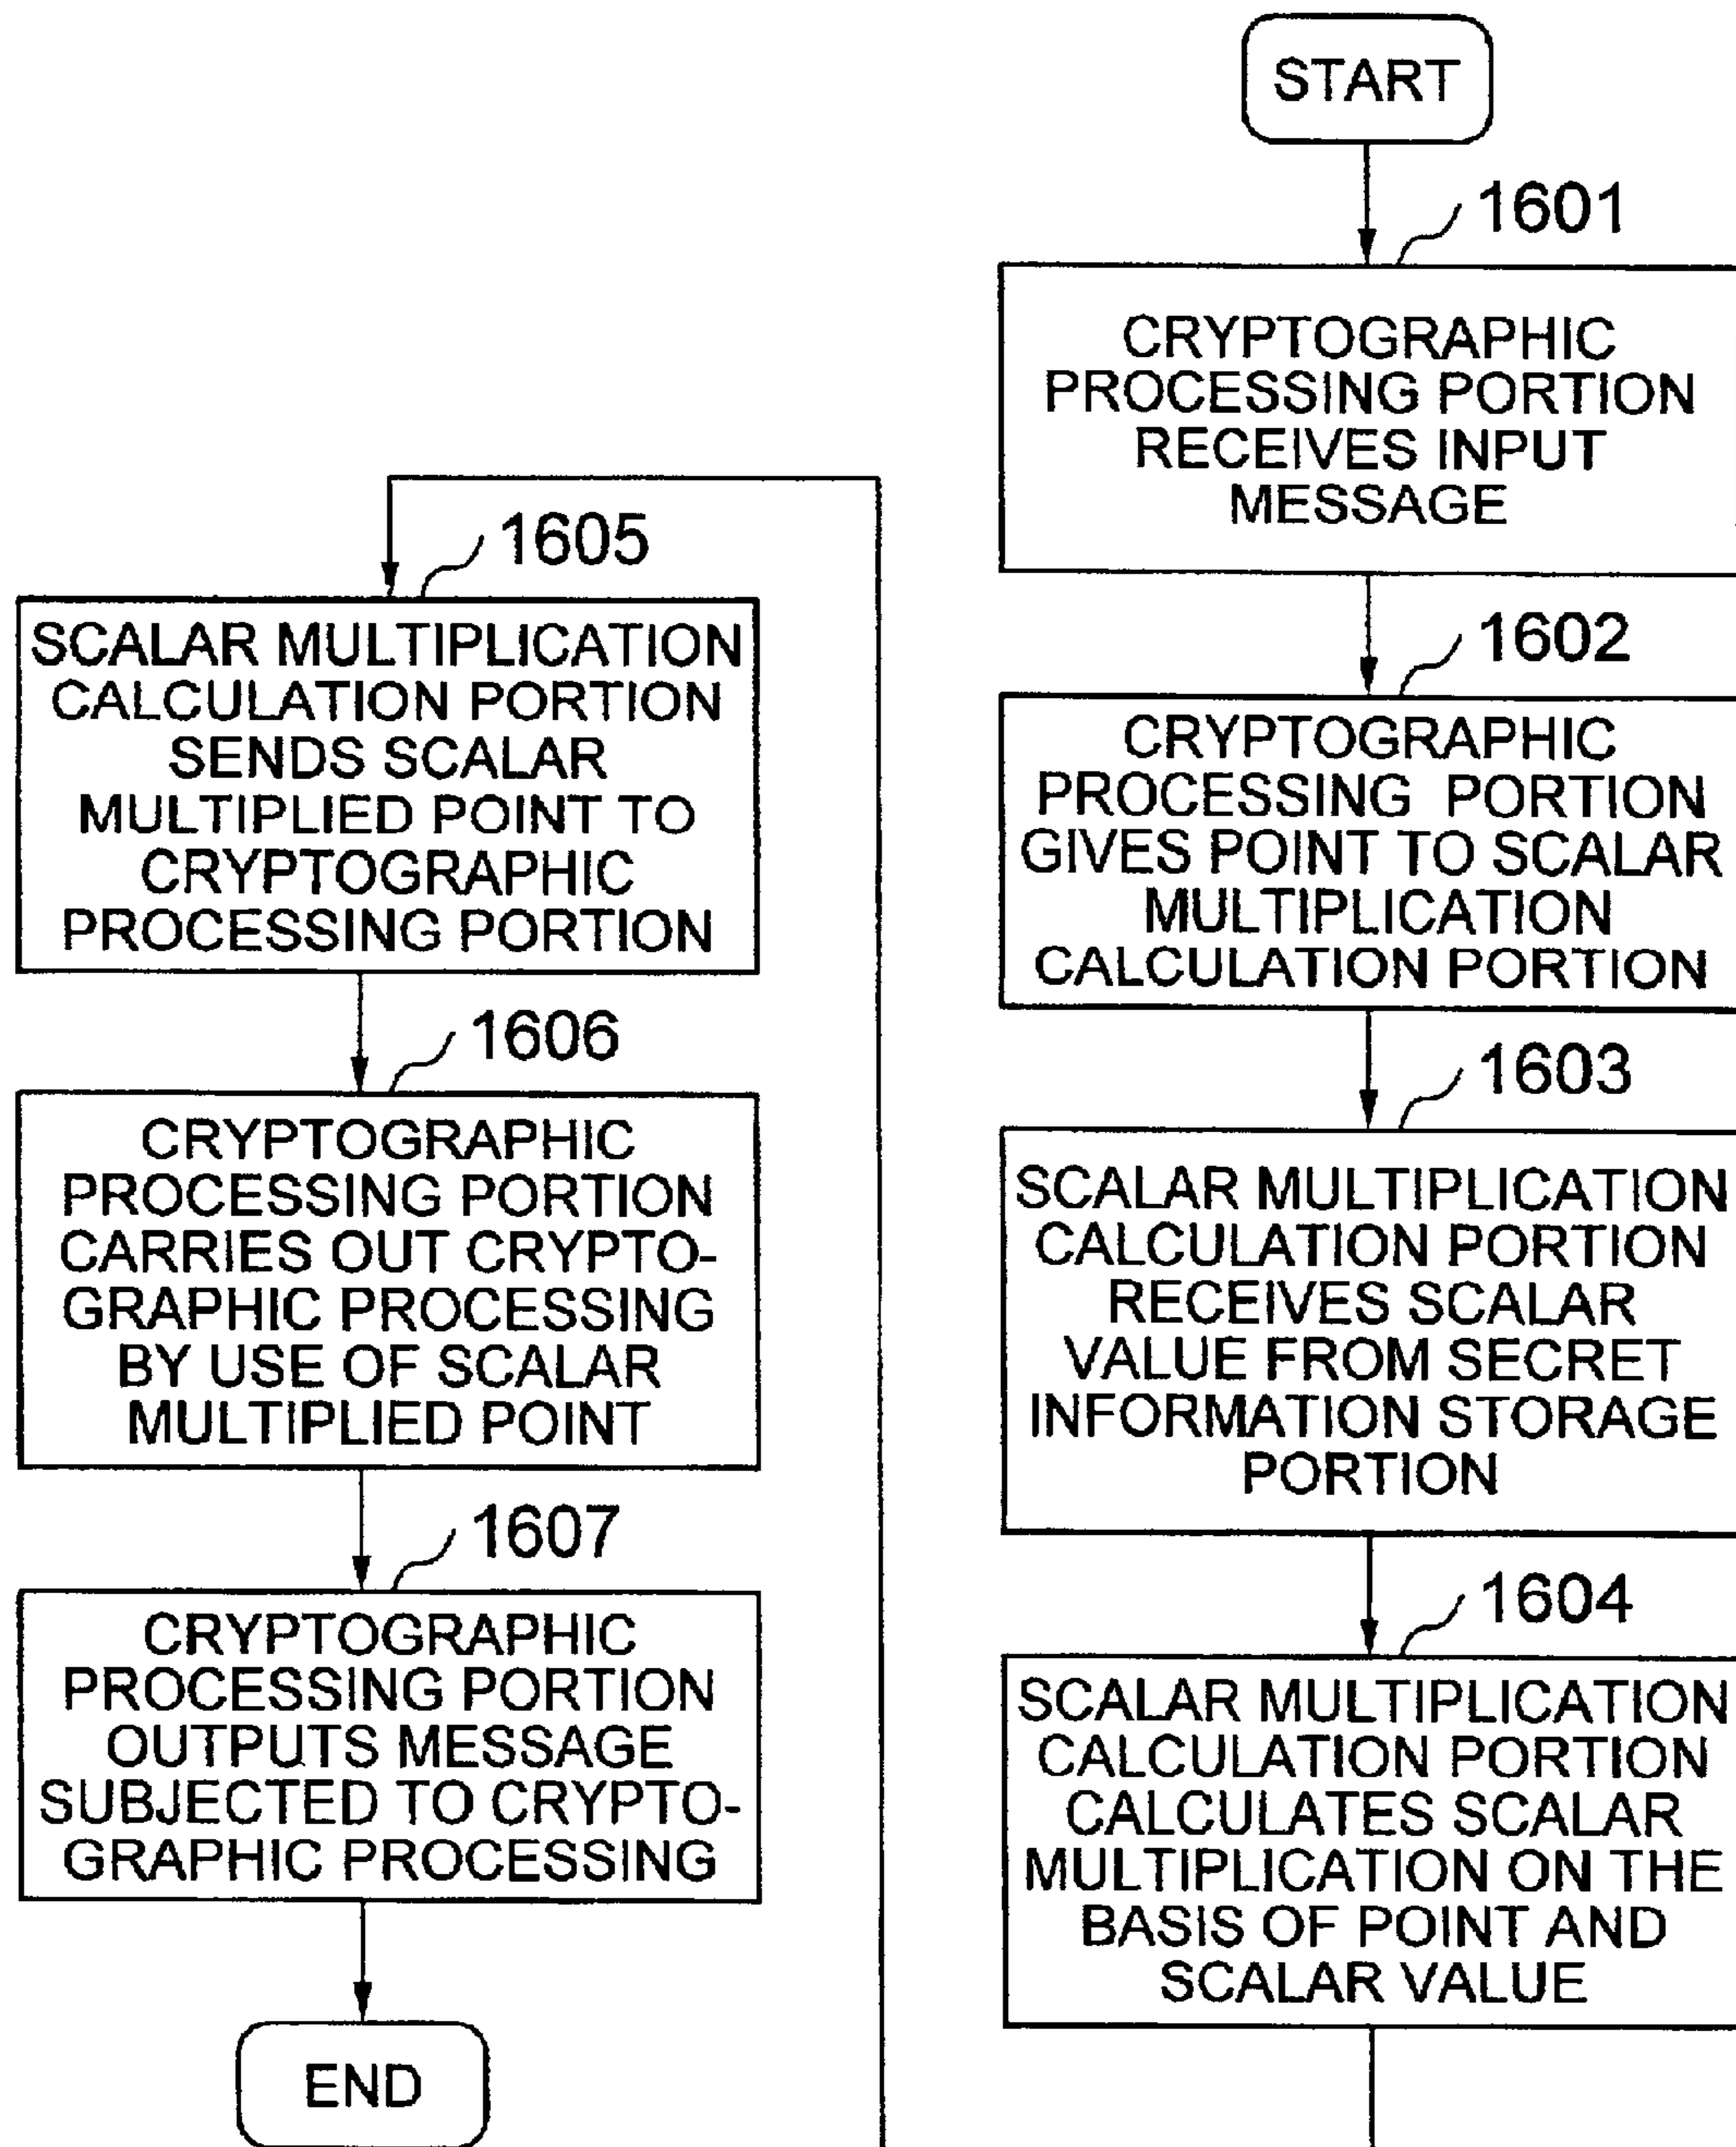 START
1601
CRYPTOGRAPHIC
PROCESSING PORTION
RECEIVES INPUT
MESSAGE
1602
CRYPTOGRAPHIC
PROCESSING PORTION
GIVES POINT TO SCALAR
MULTIPLICATION
CALCULATION PORTION
1603
SCALAR MULTIPLICATION
CALCULATION PORTION
RECEIVES SCALAR
VALUE FROM SECRET
INFORMATION STORAGE
PORTION
1604
SCALAR MULTIPLICATION
CALCULATION PORTION
CALCULATES SCALAR
MULTIPLICATION ON THE
BASIS OF POINT AND
SCALAR VALUE
1605
SCALAR MULTIPLICATION
CALCULATION PORTION
SENDS SCALAR
MULTIPLIED POINT TO
CRYPTOGRAPHIC
PROCESSING PORTION
1606
CRYPTOGRAPHIC
PROCESSING PORTION
CARRIES OUT CRYPTO-
GRAPHIC PROCESSING
BY USE OF SCALAR
MULTIPLIED POINT
1607
CRYPTOGRAPHIC
PROCESSING PORTION
OUTPUTS MESSAGE
SUBJECTED TO CRYPTO-
GRAPHIC PROCESSING
END